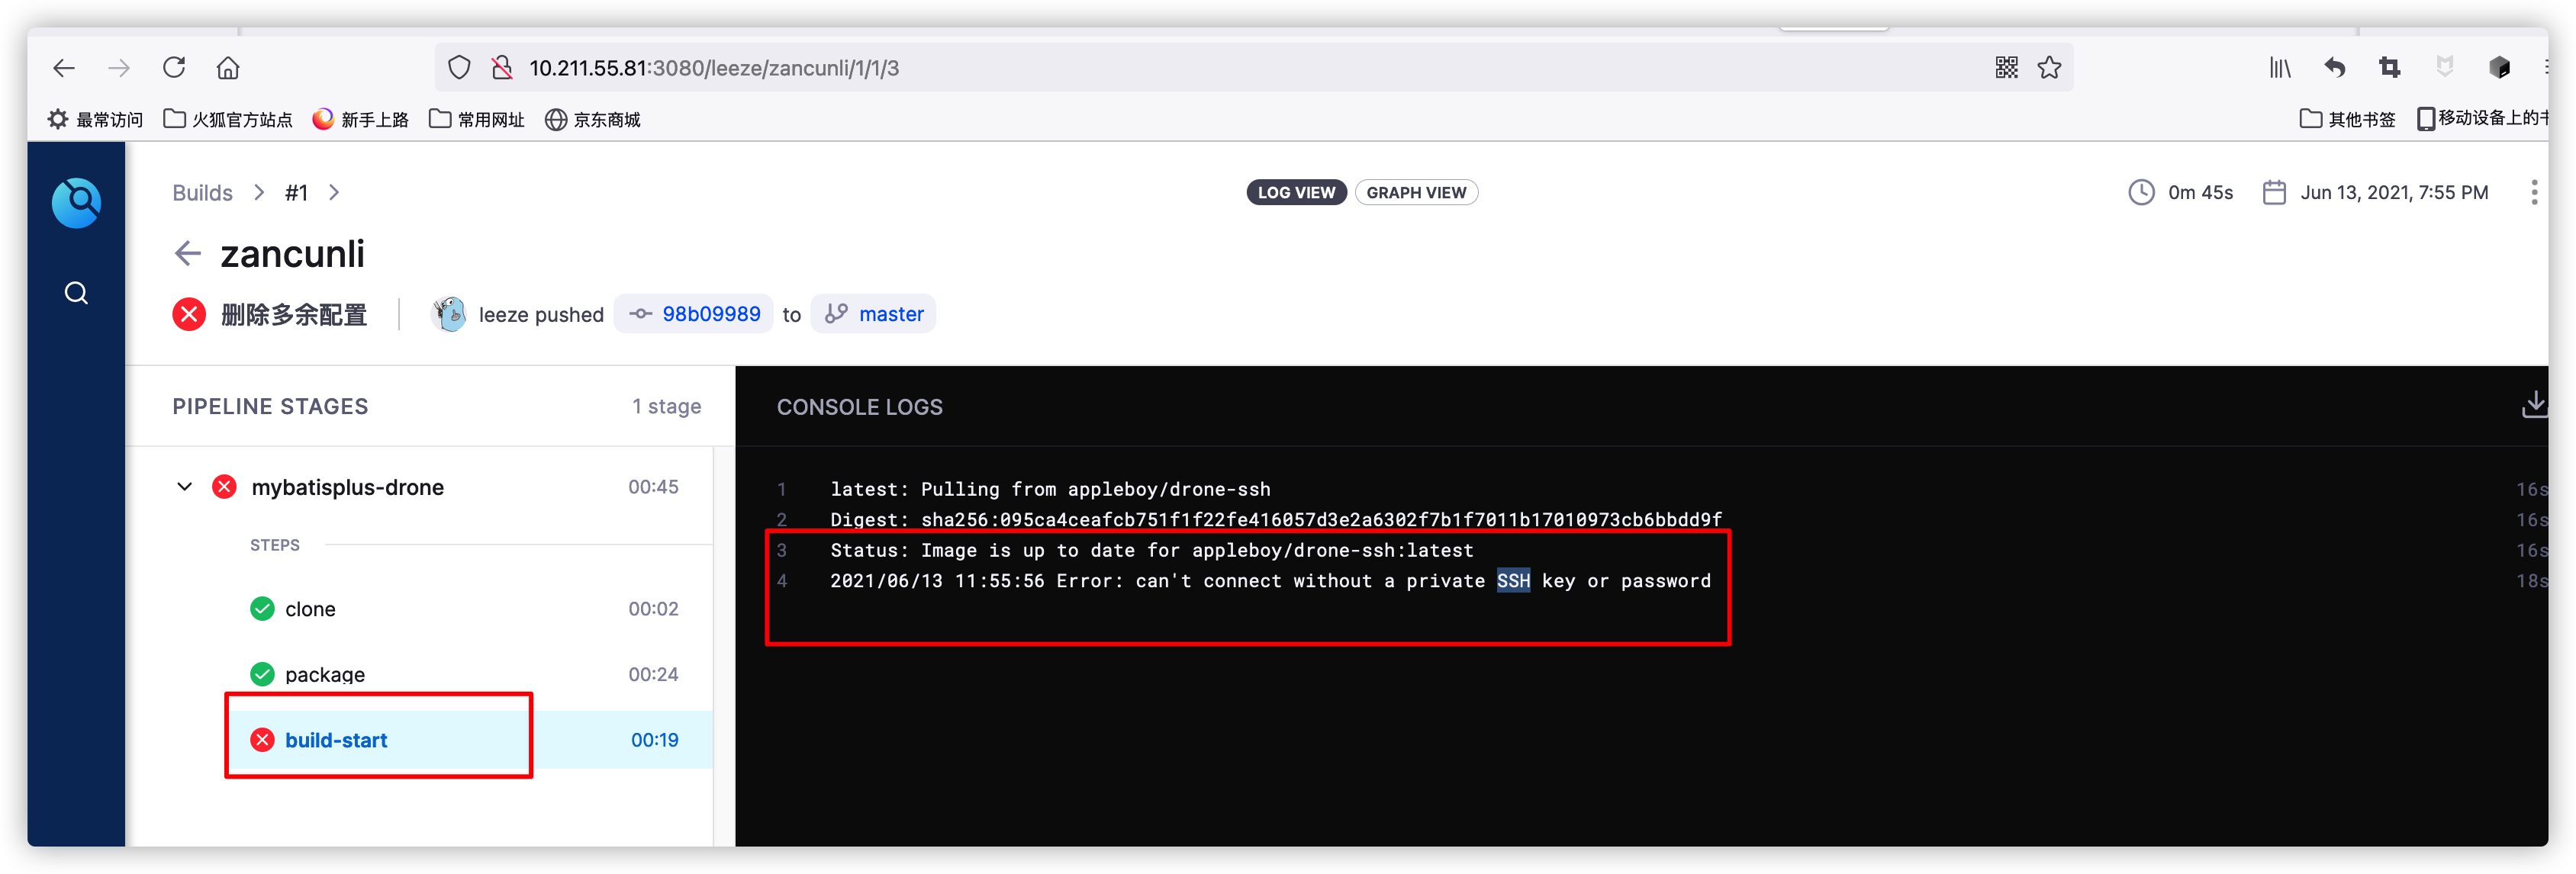 10.211.55.81:3080/leeze/zancunli/1/1/3
最常访问 火狐官方站点 新手上路 常用网址 京东商城 其他书签 移动设备上的
Builds > #1 > LOG VIEW GRAPH VIEW 0m 45s Jun 13, 2021, 7:55 PM
zancunli
删除多余配置 leeze pushed 98b09989 to master
PIPELINE STAGES 1 stage
CONSOLE LOGS
mybatisplus-drone 00:45
STEPS
clone 00:02
package 00:24
build-start 00:19
1 latest: Pulling from appleboy/drone-ssh 16s
2 Digest: sha256:095ca4ceafcb751f1f22fe416057d3e2a6302f7b1f7011b17010973cb6bbdd9f 16s
3 Status: Image is up to date for appleboy/drone-ssh:latest 16s
4 2021/06/13 11:55:56 Error: can't connect without a private SSH key or password 18s